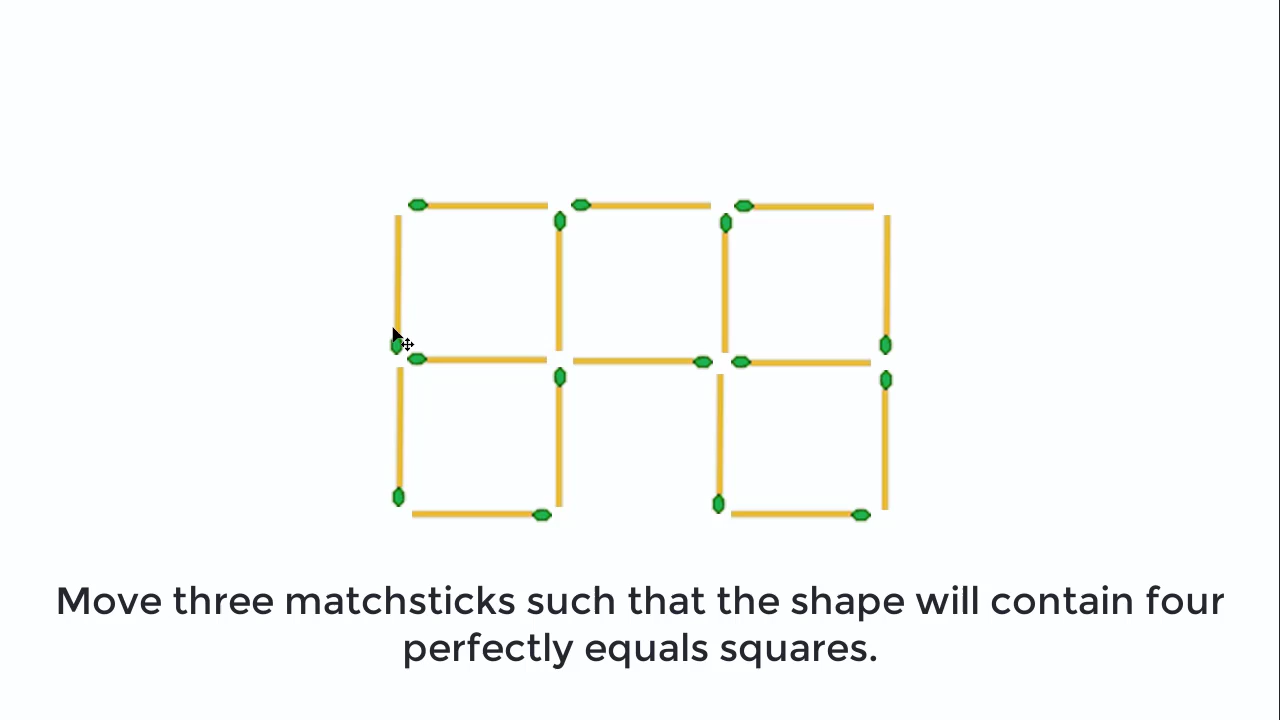 Move three matchsticks such that the shape will contain four
perfectly equals squares.